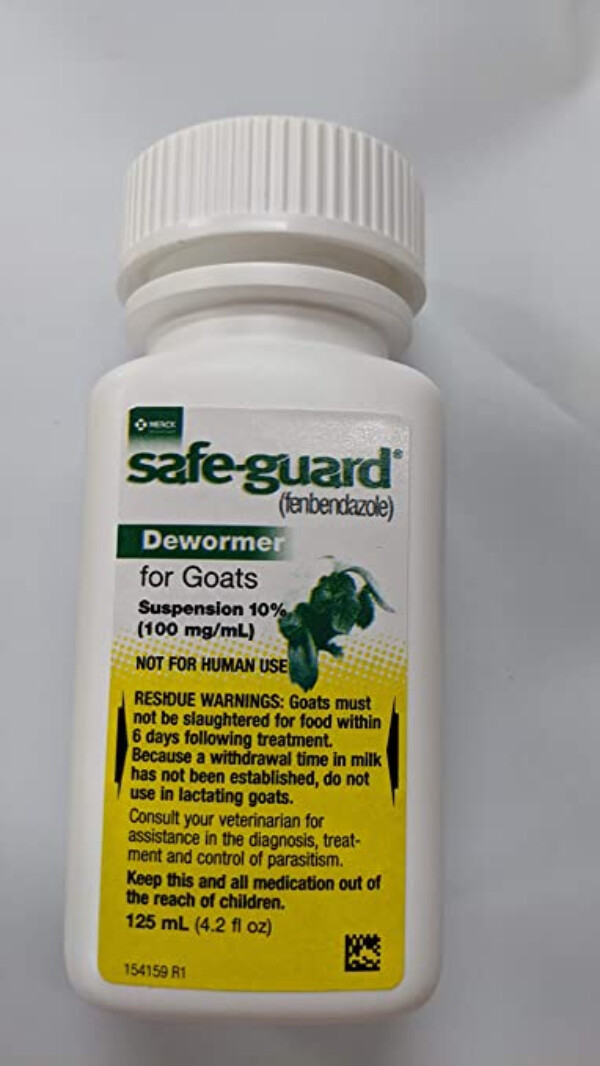 MERCK
safe-guard®
(fenbendazole)
Dewormer
for Goats
Suspension 10%
(100 mg/mL)
NOT FOR HUMAN USE
RESIDUE WARNINGS: Goats must
not be slaughtered for food within
6 days following treatment.
Because a withdrawal time in milk
has not been established, do not
use in lactating goats.
Consult your veterinarian for
assistance in the diagnosis, treat-
ment and control of parasitism.
Keep this and all medication out of
the reach of children.
125 mL (4.2 fl oz)
154159 R1